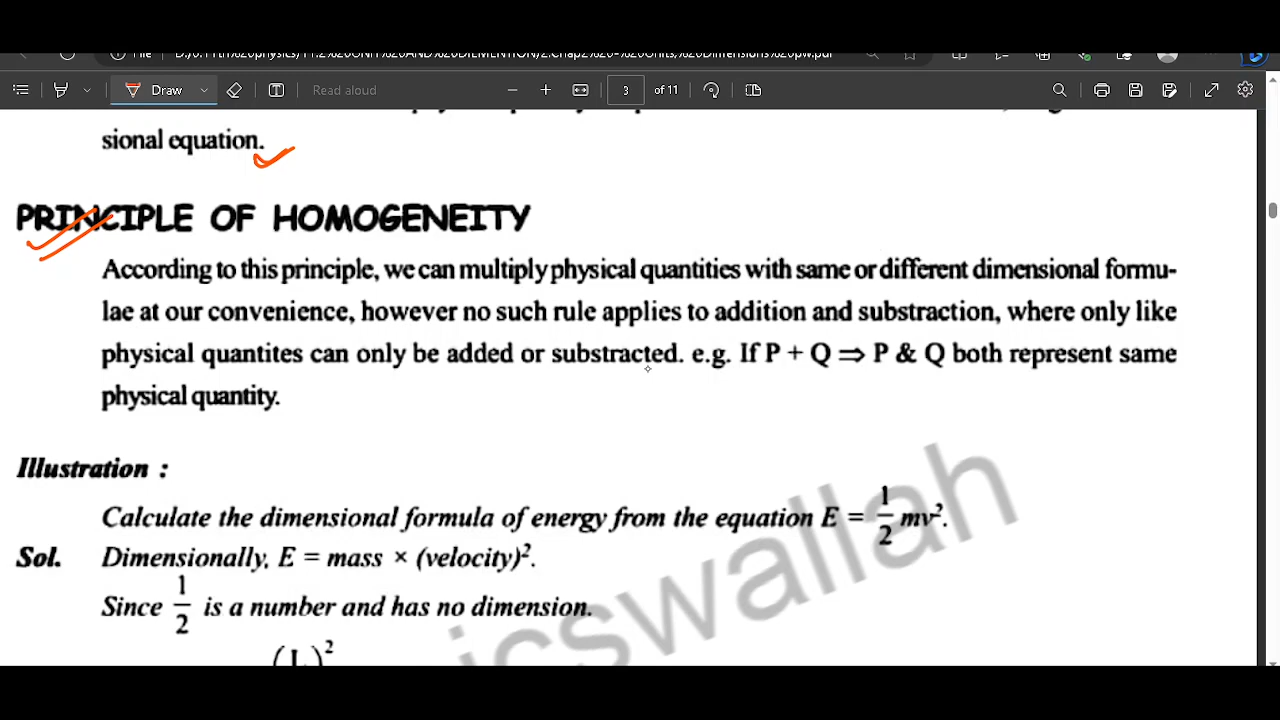 Draw
Read aloud
3
of 11
sional equation.
PRINCIPLE OF HOMOGENEITY
According to this principle, we can multiply physical quantities with same or different dimensional formu-
lae at our convenience, however no such rule applies to addition and substraction, where only like
physical quantites can only be added or substracted. e.g. If P + Q ⇒ P & Q both represent same
physical quantity.
Illustration :
Calculate the dimensional formula of energy from the equation E = 1/2 mv².
Sol. Dimensionally, E = mass × (velocity)².
Since 1/2 is a number and has no dimension.
icswallah